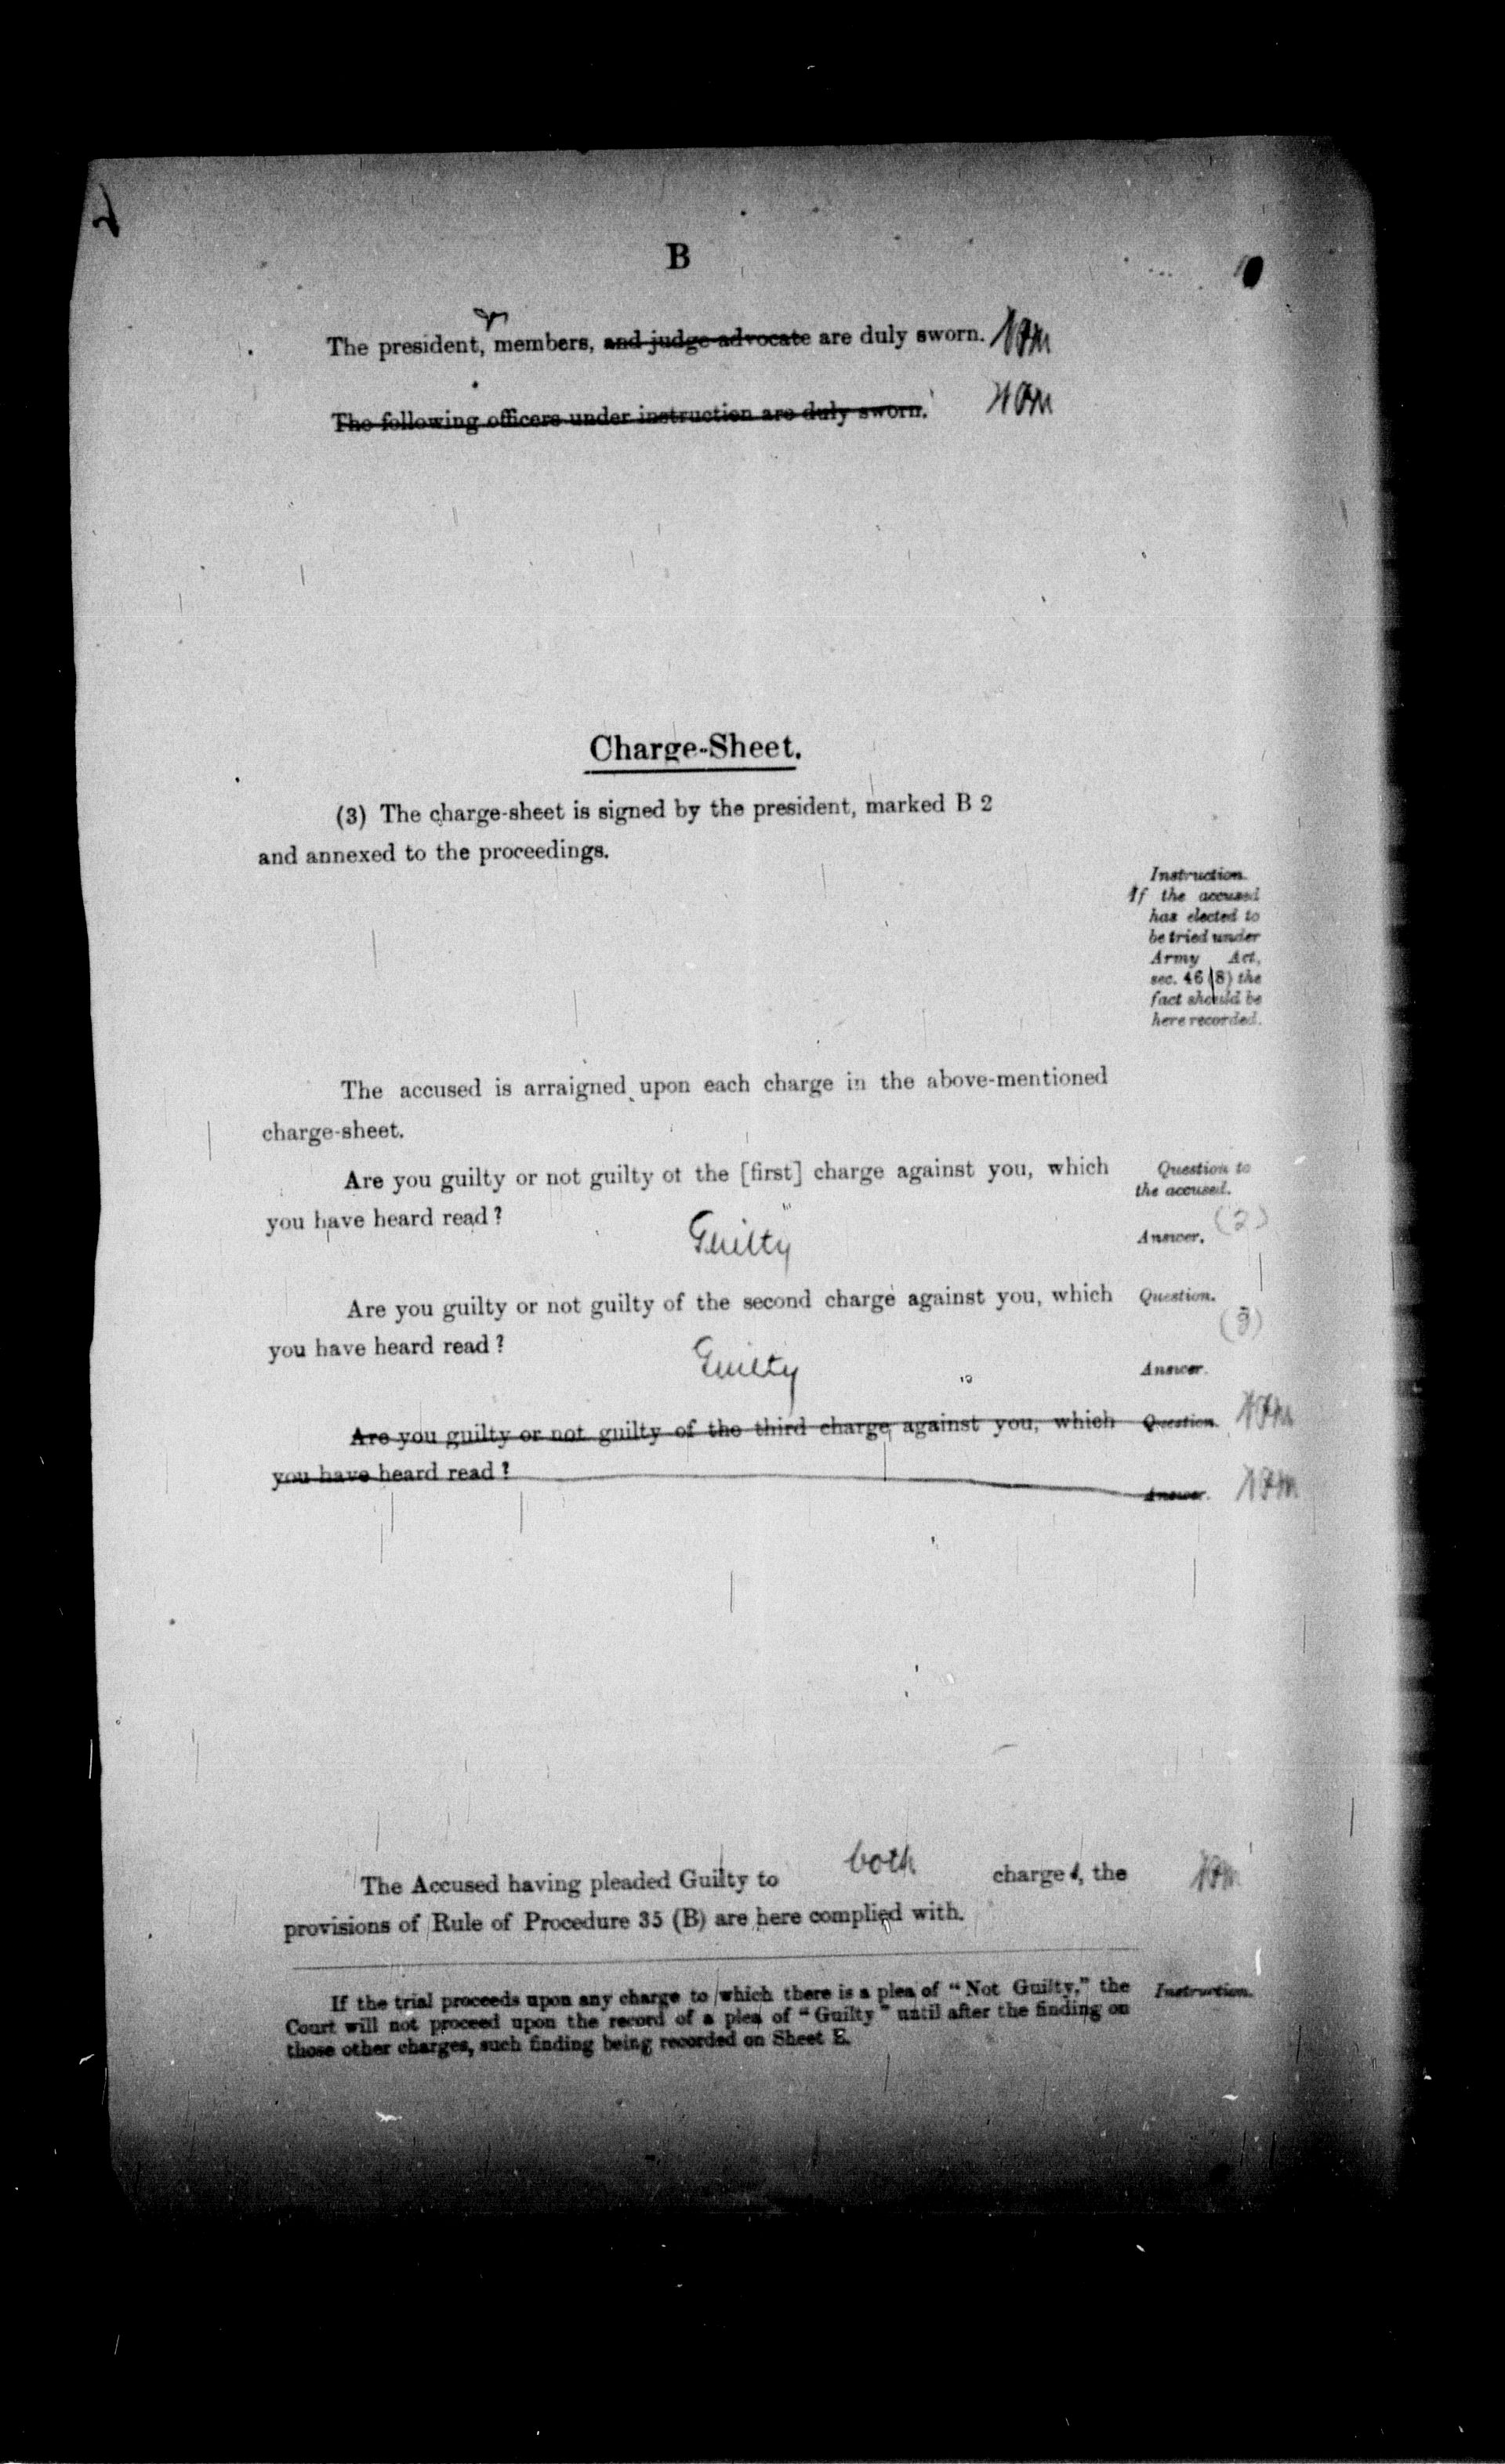 B
The president, members, and judge advocate are duly sworn.
The following officers under instruction are duly sworn.
Charge-Sheet.
(3) The charge-sheet is signed by the president, marked B 2
and annexed to the proceedings.
Instruction.
If the accused
has elected to
be tried under
Army Act,
sec. 46 (8) the
fact should be
here recorded.
The accused is arraigned upon each charge in the above-mentioned
charge-sheet.
Are you guilty or not guilty of the [first] charge against you, which
Question to
the accused.
you have heard read?
(2)
Guilty
Answer.
Are you guilty or not guilty of the second charge against you, which
Question.
you have heard read?
(3)
Guilty
Answer.
Are you guilty or not guilty of the third charge against you, which
Question.
you have heard read?
Answer.
The Accused having pleaded Guilty to both charges, the
provisions of Rule of Procedure 35 (B) are here complied with.
If the trial proceeds upon any charge to which there is a plea of "Not Guilty," the
Instruction.
Court will not proceed upon the record of a plea of "Guilty" until after the finding on
those other charges, such finding being recorded on Sheet E.